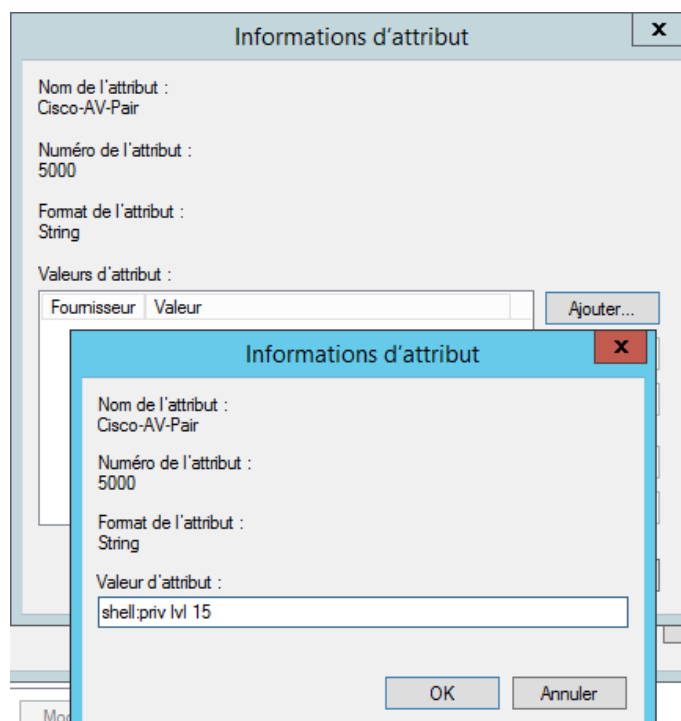 Informations d'attribut
x
Nom de l'attribut :
Cisco-AV-Pair
Numéro de l'attribut :
5000
Format de l'attribut :
String
Valeurs d'attribut :
Fournisseur Valeur
Ajouter...
Informations d'attribut
x
Nom de l'attribut :
Cisco-AV-Pair
Numéro de l'attribut :
5000
Format de l'attribut :
String
Valeur d'attribut :
shell:priv lvl 15
OK Annuler